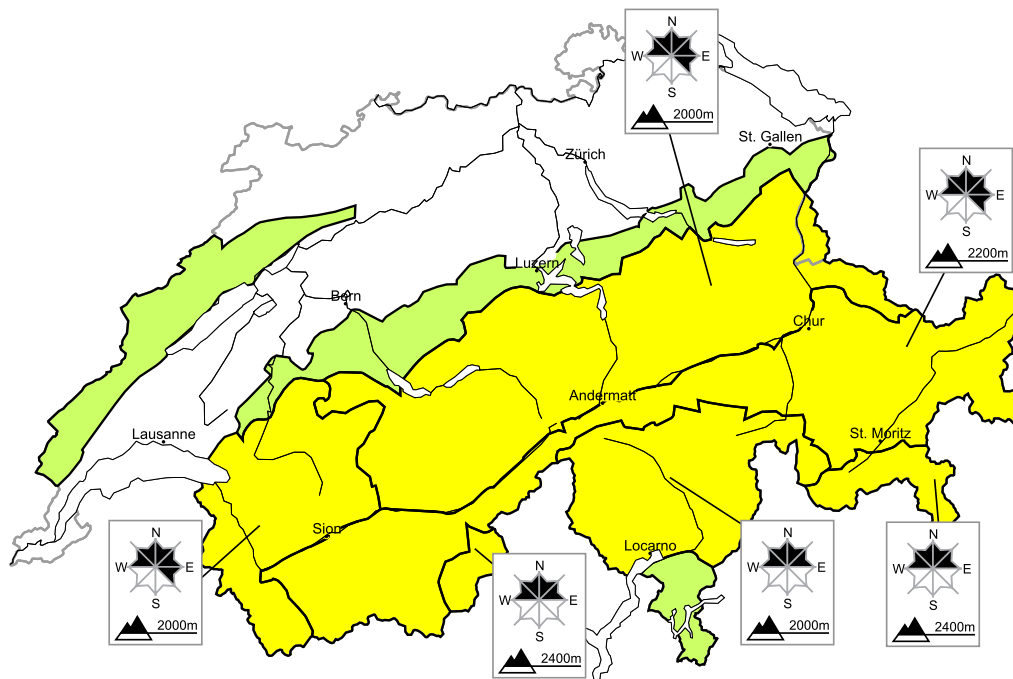 N
W E
S
2000m
St. Gallen
Zürich
N
W E
S
2200m
Luzern
Bern
Chur
Andermatt
Lausanne
St. Moritz
Sion
Locarno
N
W E
S
2000m
N
W E
S
2400m
N
W E
S
2000m
N
W E
S
2400m